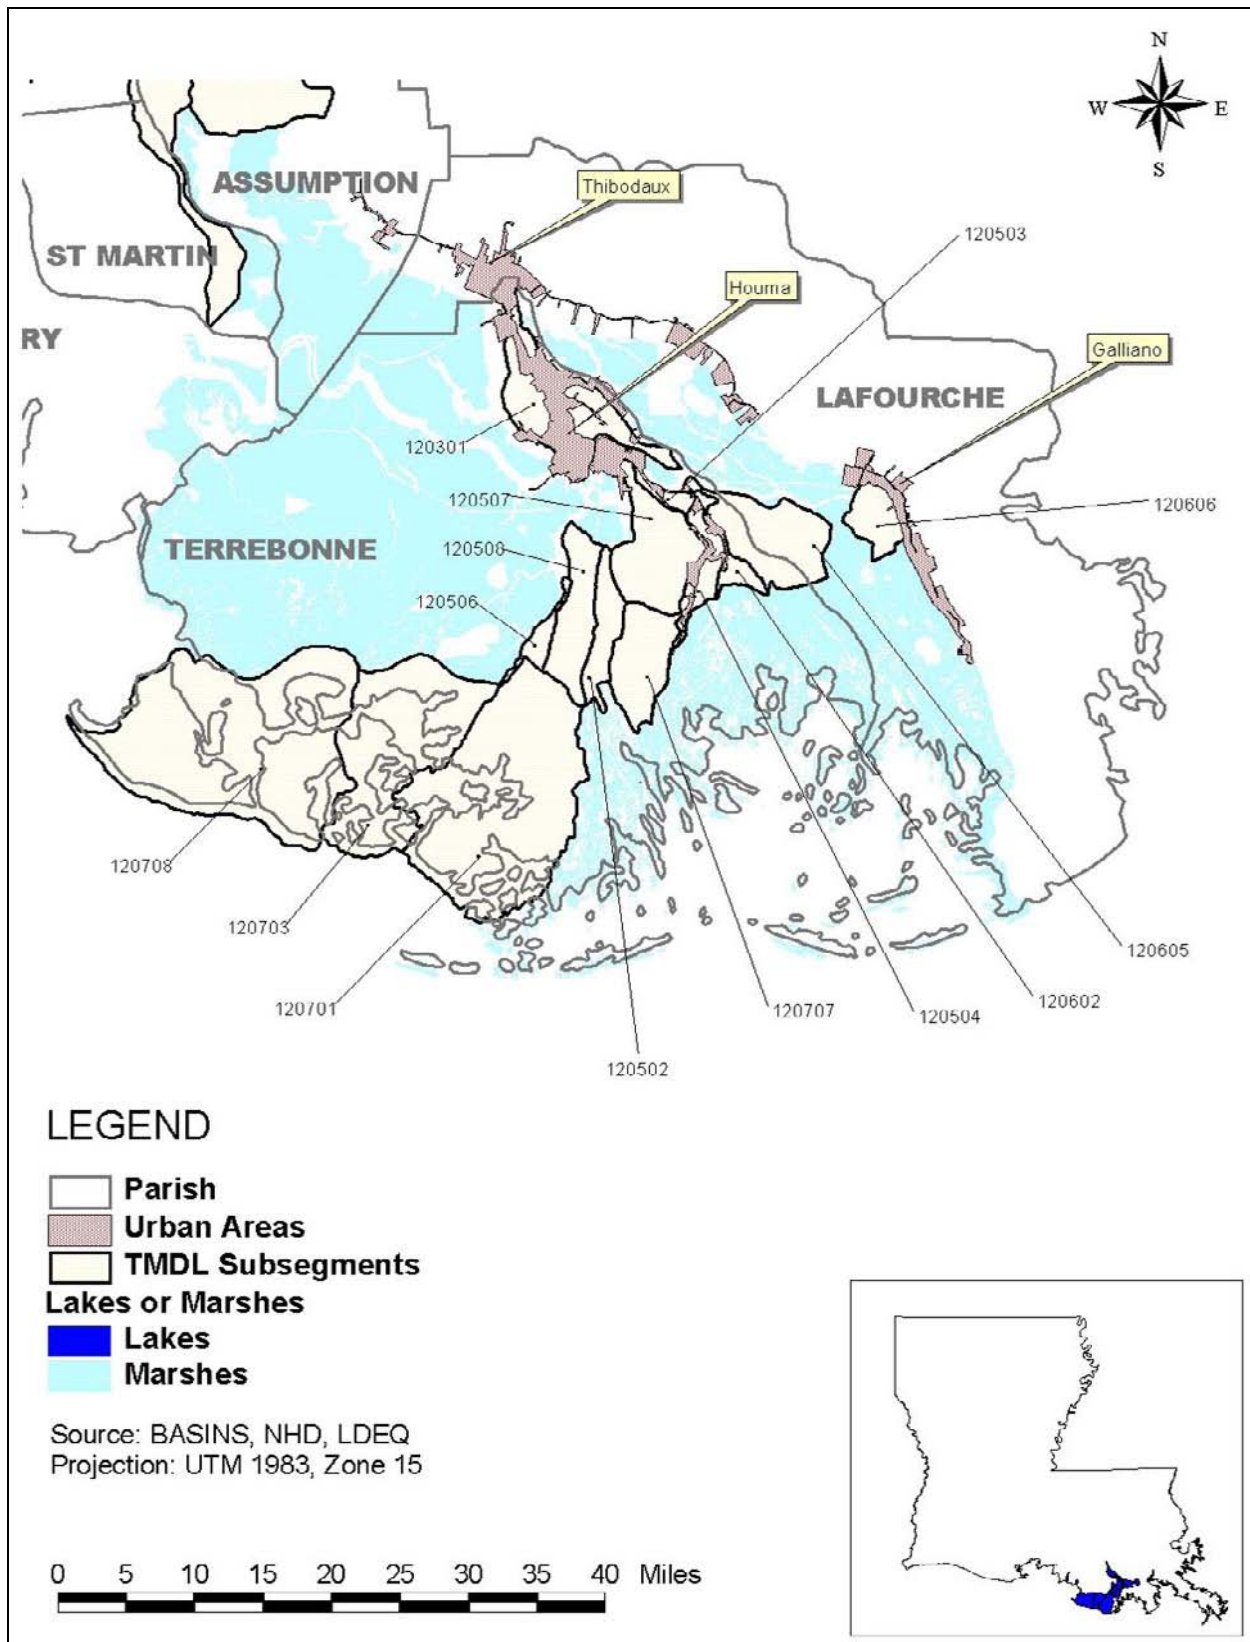 N
W E
S
ASSUMPTION
Thibodaux
ST MARTIN
120503
Houma
RY
Galliano
LAFOURCHE
120301
120507
120606
120508
TERREBONNE
120506
120708
120703
120605
120701
120602
120707
120504
120502
LEGEND
Parish
Urban Areas
TMDL Subsegments
Lakes or Marshes
Lakes
Marshes
Source: BASINS, NHD, LDEQ
Projection: UTM 1983, Zone 15
0 5 10 15 20 25 30 35 40 Miles